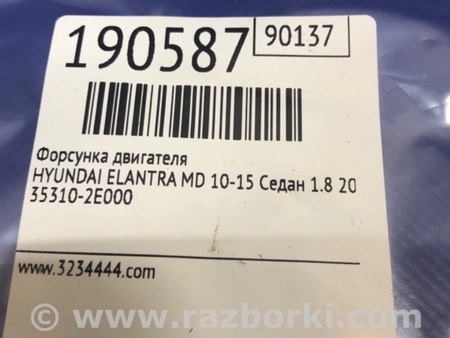 190587
90137
Форсунка двигателя
HYUNDAI ELANTRA MD 10-15 Седан 1.8 20
35310-2E000
www.3234444.com
© www.razborki.com